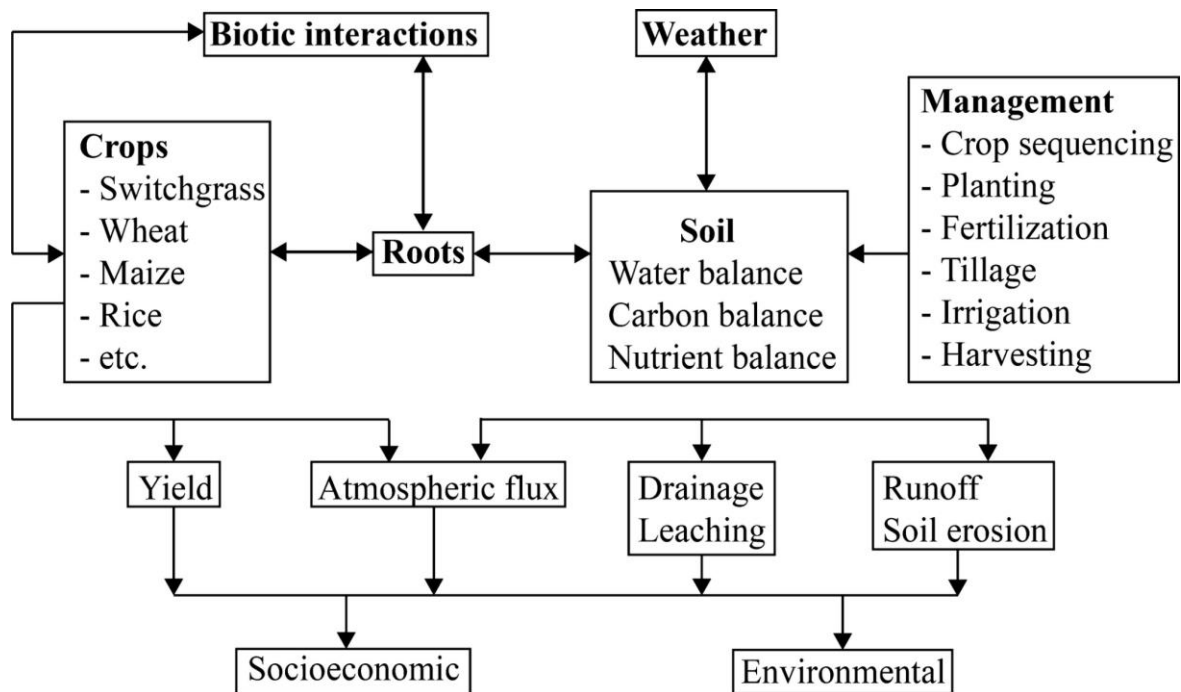 Biotic interactions
Weather
Crops
- Switchgrass
- Wheat
- Maize
- Rice
- etc.
Roots
Soil
Water balance
Carbon balance
Nutrient balance
Management
- Crop sequencing
- Planting
- Fertilization
- Tillage
- Irrigation
- Harvesting
Yield
Atmospheric flux
Drainage
Leaching
Runoff
Soil erosion
Socioeconomic
Environmental